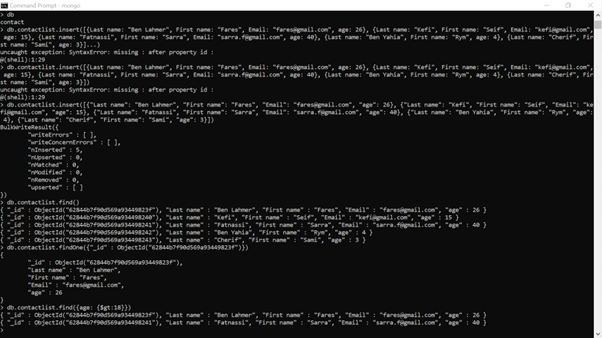 Command Prompt - mongo
> db
contact
> db.contactlist.insert([{Last name: "Ben Lahmer", First name: "Fares", Email: "fares@gmail.com", age: 26}, {Last name: "Kefi", First name: "Seif", Email: "kefi@gmail.com",
age: 15}, {Last name: "Fatnassi", First name: "Sarra", Email: "sarra.f@gmail.com", age: 40}, {Last name: "Ben Yahia", First name: "Rym", age: 4}, {Last name: "Cherif", Fir
st name: "Sami", age: 3}]...)
uncaught exception: SyntaxError: missing : after property id :
@(shell):1:29
> db.contactlist.insert([{Last name: "Ben Lahmer", First name: "Fares", Email: "fares@gmail.com", age: 26}, {Last name: "Kefi", First name: "Seif", Email: "kefi@gmail.com",
age: 15}, {Last name: "Fatnassi", First name: "Sarra", Email: "sarra.f@gmail.com", age: 40}, {Last name: "Ben Yahia", First name: "Rym", age: 4}, {Last name: "Cherif", Fir
st name: "Sami", age: 3}])
uncaught exception: SyntaxError: missing : after property id :
@(shell):1:29
> db.contactlist.insert([{"Last name": "Ben Lahmer", "First name": "Fares", "Email": "fares@gmail.com", "age": 26}, {"Last name": "Kefi", "First name": "Seif", "Email": "ke
fi@gmail.com", "age": 15}, {"Last name": "Fatnassi", "First name": "Sarra", "Email": "sarra.f@gmail.com", "age": 40}, {"Last name": "Ben Yahia", "First name": "Rym", "age":
4}, {"Last name": "Cherif", "First name": "Sami", "age": 3}])
BulkWriteResult({
"writeErrors" : [ ],
"writeConcernErrors" : [ ],
"nInserted" : 5,
"nUpserted" : 0,
"nMatched" : 0,
"nModified" : 0,
"nRemoved" : 0,
"upserted" : [ ]
})
> db.contactlist.find()
{ "_id" : ObjectId("62844b7f90d569a93449823f"), "Last name" : "Ben Lahmer", "First name" : "Fares", "Email" : "fares@gmail.com", "age" : 26 }
{ "_id" : ObjectId("62844b7f90d569a934498240"), "Last name" : "Kefi", "First name" : "Seif", "Email" : "kefi@gmail.com", "age" : 15 }
{ "_id" : ObjectId("62844b7f90d569a934498241"), "Last name" : "Fatnassi", "First name" : "Sarra", "Email" : "sarra.f@gmail.com", "age" : 40 }
{ "_id" : ObjectId("62844b7f90d569a934498242"), "Last name" : "Ben Yahia", "First name" : "Rym", "age" : 4 }
{ "_id" : ObjectId("62844b7f90d569a934498243"), "Last name" : "Cherif", "First name" : "Sami", "age" : 3 }
> db.contactlist.findOne({"_id" : ObjectId("62844b7f90d569a93449823f")})
{
"_id" : ObjectId("62844b7f90d569a93449823f"),
"Last name" : "Ben Lahmer",
"First name" : "Fares",
"Email" : "fares@gmail.com",
"age" : 26
}
> db.contactlist.find({age: {$gt:18}})
{ "_id" : ObjectId("62844b7f90d569a93449823f"), "Last name" : "Ben Lahmer", "First name" : "Fares", "Email" : "fares@gmail.com", "age" : 26 }
{ "_id" : ObjectId("62844b7f90d569a934498241"), "Last name" : "Fatnassi", "First name" : "Sarra", "Email" : "sarra.f@gmail.com", "age" : 40 }
>